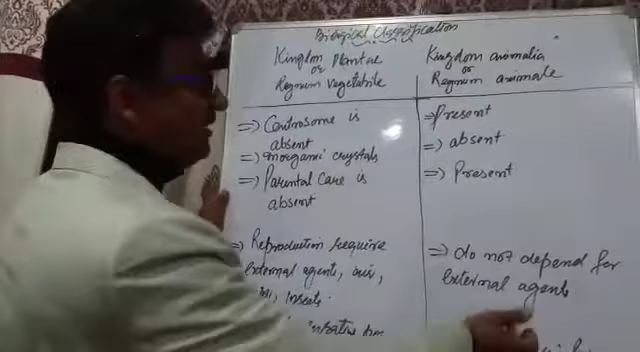 Biological Classification
Kingdom Plantae
or
Regnum vegetabile
Kingdom animalia
or
Regnum animale
=) Centrosome is
absent
=) inorganic crystals
=) Parental Care is
absent
=) Reproduction require
external agents, air,
Insects
=) Present
=) absent
=) Present
=) do not depend for
external agents